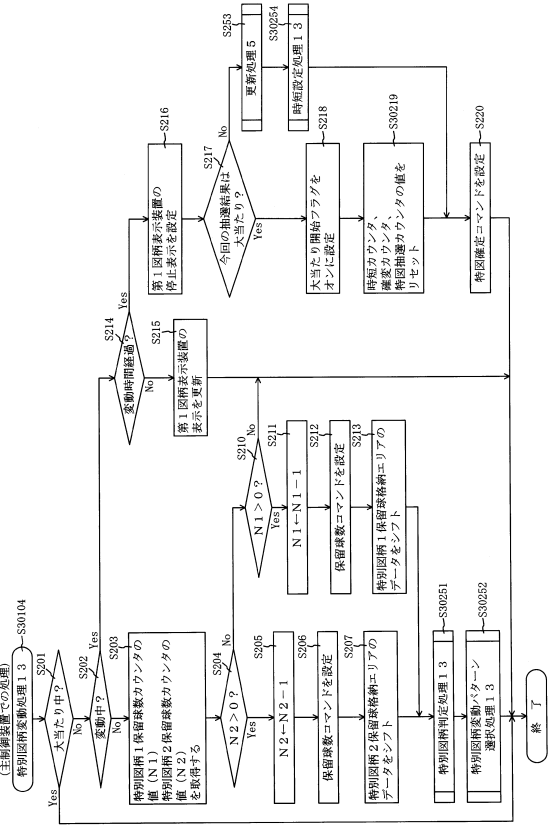 (主制御装置での処理)
特別図柄変動処理13
S30104
S201
大当たり中?
Yes
No
S202
変動中?
Yes
No
S203
特別図柄1保留球数カウンタの
値(N1)
特別図柄2保留球数カウンタの
値(N2)
を取得する
S204
N2>0?
No
Yes
S205
N2←N2-1
S206
保留球数コマンドを設定
S207
特別図柄2保留球格納エリアの
データをシフト
S210
N1>0?
No
Yes
S211
N1←N1-1
S212
保留球数コマンドを設定
S213
特別図柄1保留球格納エリアの
データをシフト
S30251
特別図柄判定処理13
S30252
特別図柄変動パターン
選択処理13
S214
変動時間経過?
Yes
No
S215
第1図柄表示装置の
表示を更新
S216
第1図柄表示装置の
停止表示を設定
S217
今回の抽選結果は
大当たり?
No
Yes
S218
大当たり開始フラグを
オンに設定
S30219
時短カウンタ、
確変カウンタ、
特図抽選カウンタの値を
リセット
S253
更新処理5
S30254
時短設定処理13
S220
特図確定コマンドを設定
終了